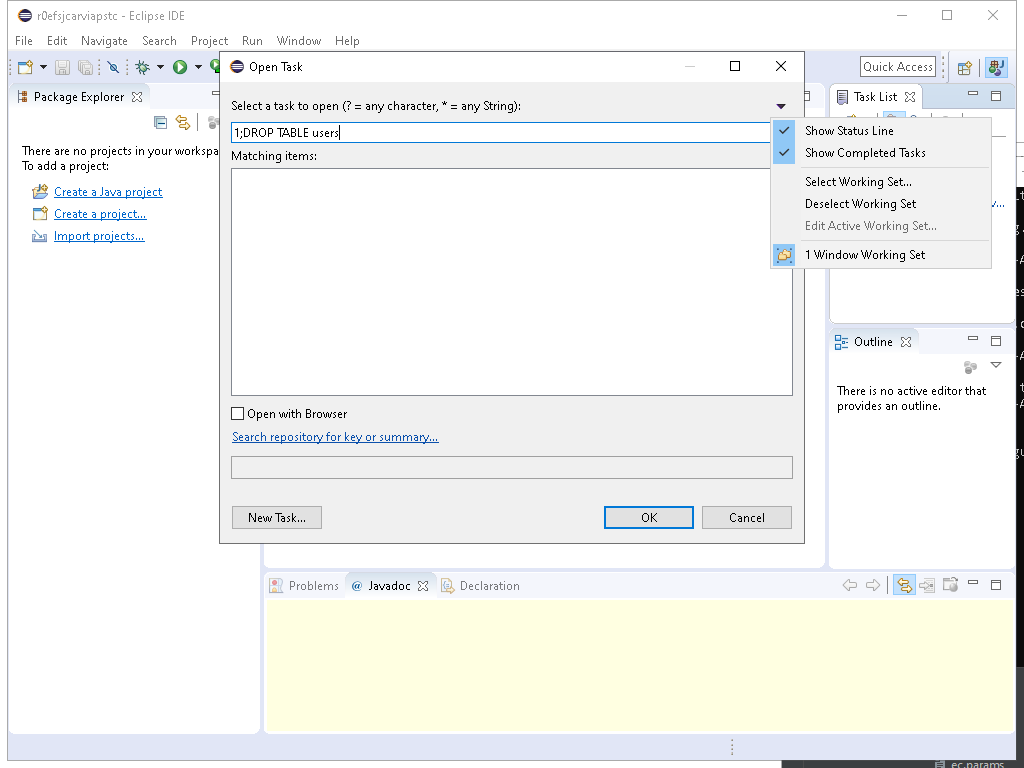 r0efsjcarviapstc - Eclipse IDE
File Edit Navigate Search Project Run Window Help
Open Task
Quick Access
Package Explorer
Select a task to open (? = any character, * = any String):
Task List
1;DROP TABLE users
Matching items:
Show Status Line
Show Completed Tasks
Select Working Set...
Deselect Working Set
Edit Active Working Set...
1 Window Working Set
There are no projects in your workspa
To add a project:
Create a Java project
Create a project...
Import projects...
Outline
There is no active editor that
provides an outline.
Open with Browser
Search repository for key or summary...
New Task...
OK
Cancel
Problems
@ Javadoc
Declaration
ec.params